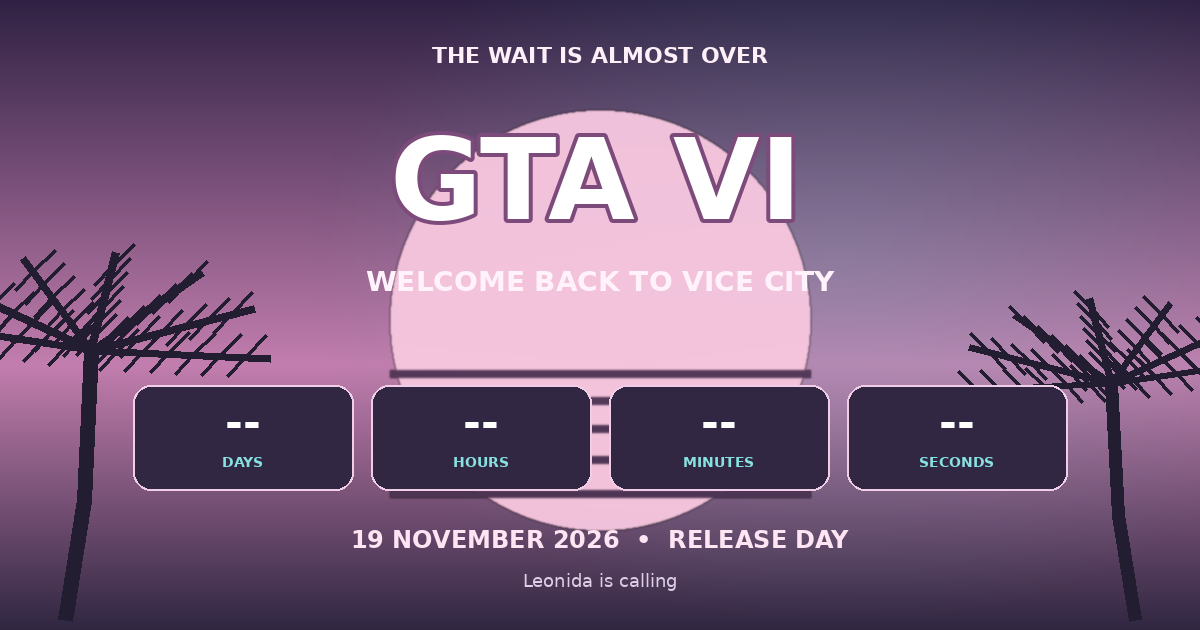 THE WAIT IS ALMOST OVER
GTA VI
WELCOME BACK TO VICE CITY
-- -- -- --
DAYS HOURS MINUTES SECONDS
19 NOVEMBER 2026 • RELEASE DAY
Leonida is calling